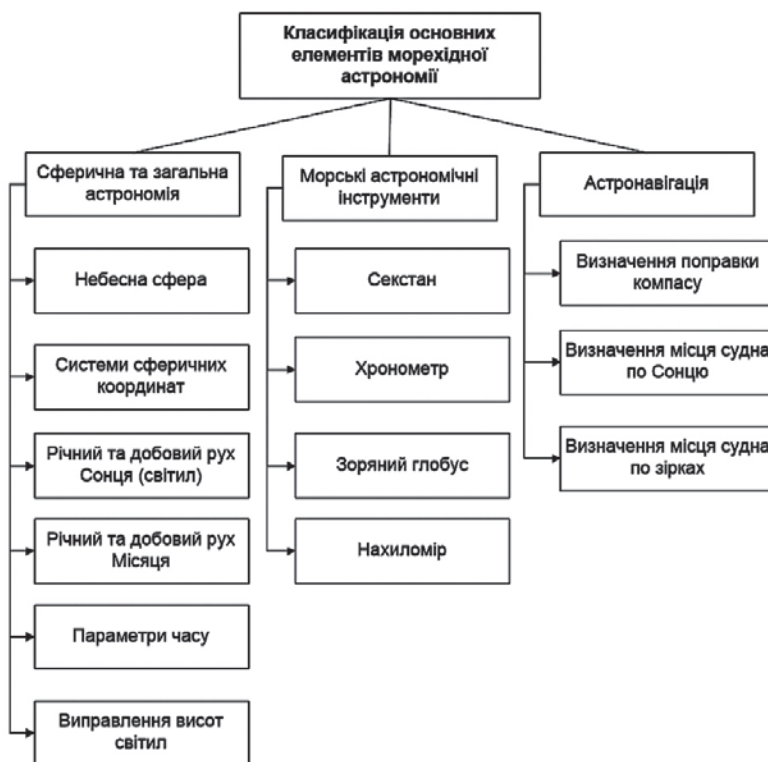 Класифікація основних
елементів морехідної
астрономії
Сферична та загальна
астрономія
Небесна сфера
Системи сферичних
координат
Річний та добовий рух
Сонця (світил)
Річний та добовий рух
Місяця
Параметри часу
Виправлення висот
світил
Морські астрономічні
інструменти
Секстан
Хронометр
Зоряний глобус
Нахиломір
Астронавігація
Визначення поправки
компасу
Визначення місця судна
по Сонцю
Визначення місця судна
по зірках